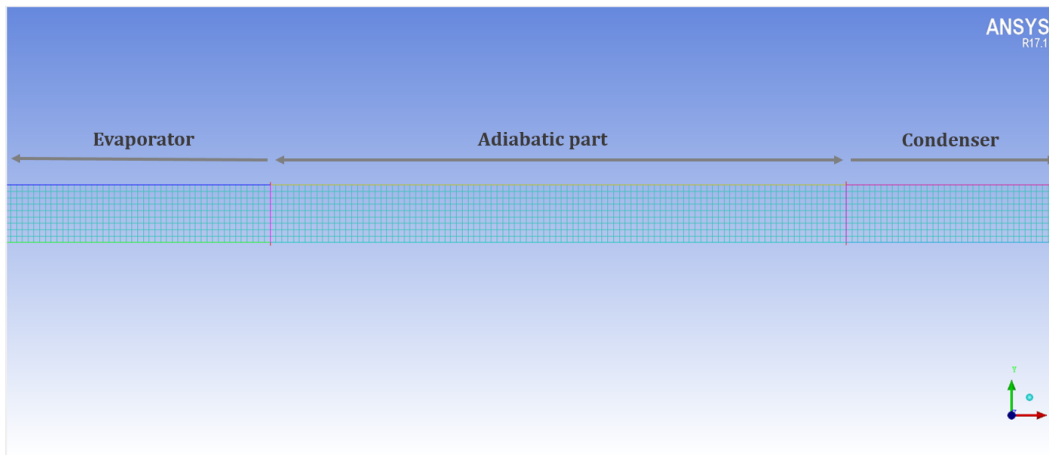 ANSYS
R17.1
Evaporator
Adiabatic part
Condenser
Y